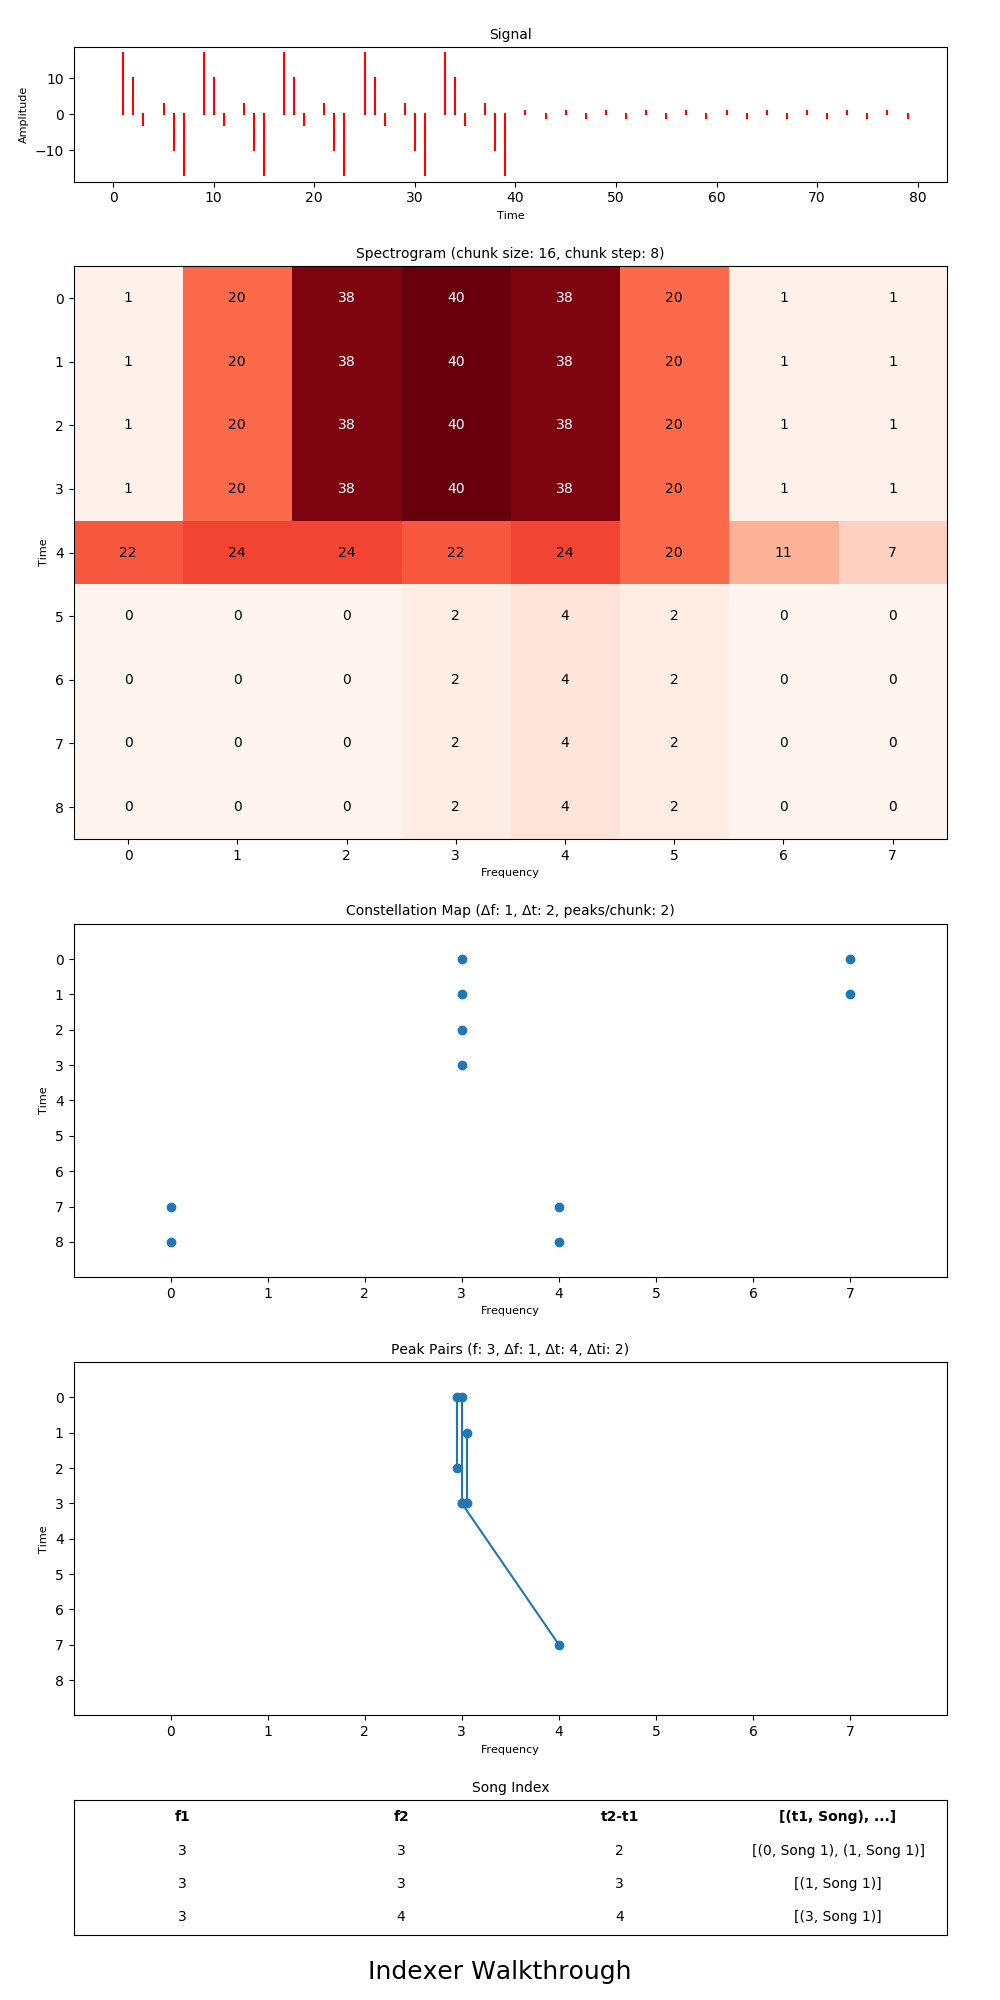 Signal
Amplitude
10
0
−10
0 10 20 30 40 50 60 70 80
Time
Spectrogram (chunk size: 16, chunk step: 8)
Time
0 1 20 38 40 38 20 1 1
1 1 20 38 40 38 20 1 1
2 1 20 38 40 38 20 1 1
3 1 20 38 40 38 20 1 1
4 22 24 24 22 24 20 11 7
5 0 0 0 2 4 2 0 0
6 0 0 0 2 4 2 0 0
7 0 0 0 2 4 2 0 0
8 0 0 0 2 4 2 0 0
0 1 2 3 4 5 6 7
Frequency
Constellation Map (Δf: 1, Δt: 2, peaks/chunk: 2)
Time
0
1
2
3
4
5
6
7
8
0 1 2 3 4 5 6 7
Frequency
Peak Pairs (f: 3, Δf: 1, Δt: 4, Δti: 2)
Time
0
1
2
3
4
5
6
7
8
0 1 2 3 4 5 6 7
Frequency
Song Index
f1 f2 t2-t1 [(t1, Song), ...]
3 3 2 [(0, Song 1), (1, Song 1)]
3 3 3 [(1, Song 1)]
3 4 4 [(3, Song 1)]
Indexer Walkthrough